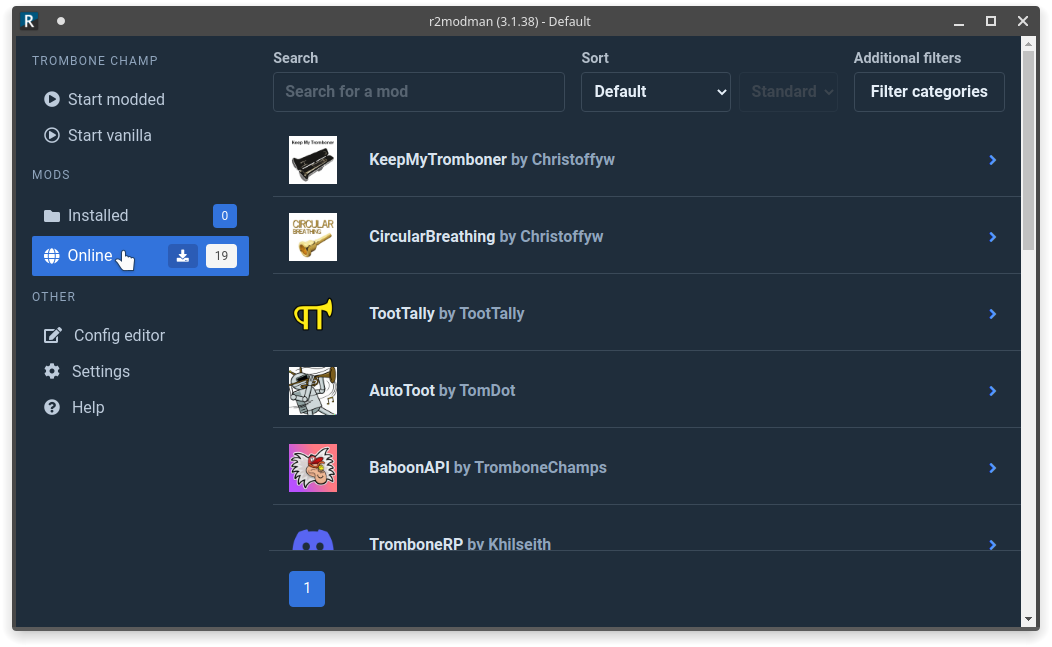 R
r2modman (3.1.38) - Default
TROMBONE CHAMP
Start modded
Start vanilla
MODS
Installed 0
Online 19
OTHER
Config editor
Settings
Help
Search
Search for a mod
Sort
Default
Standard
Additional filters
Filter categories
Keep My Tromboner
KeepMyTromboner by Christoffyw
CIRCULAR
BREATHING
CircularBreathing by Christoffyw
TootTally by TootTally
AutoToot by TomDot
BaboonAPI by TromboneChamps
TromboneRP by Khilseith
1